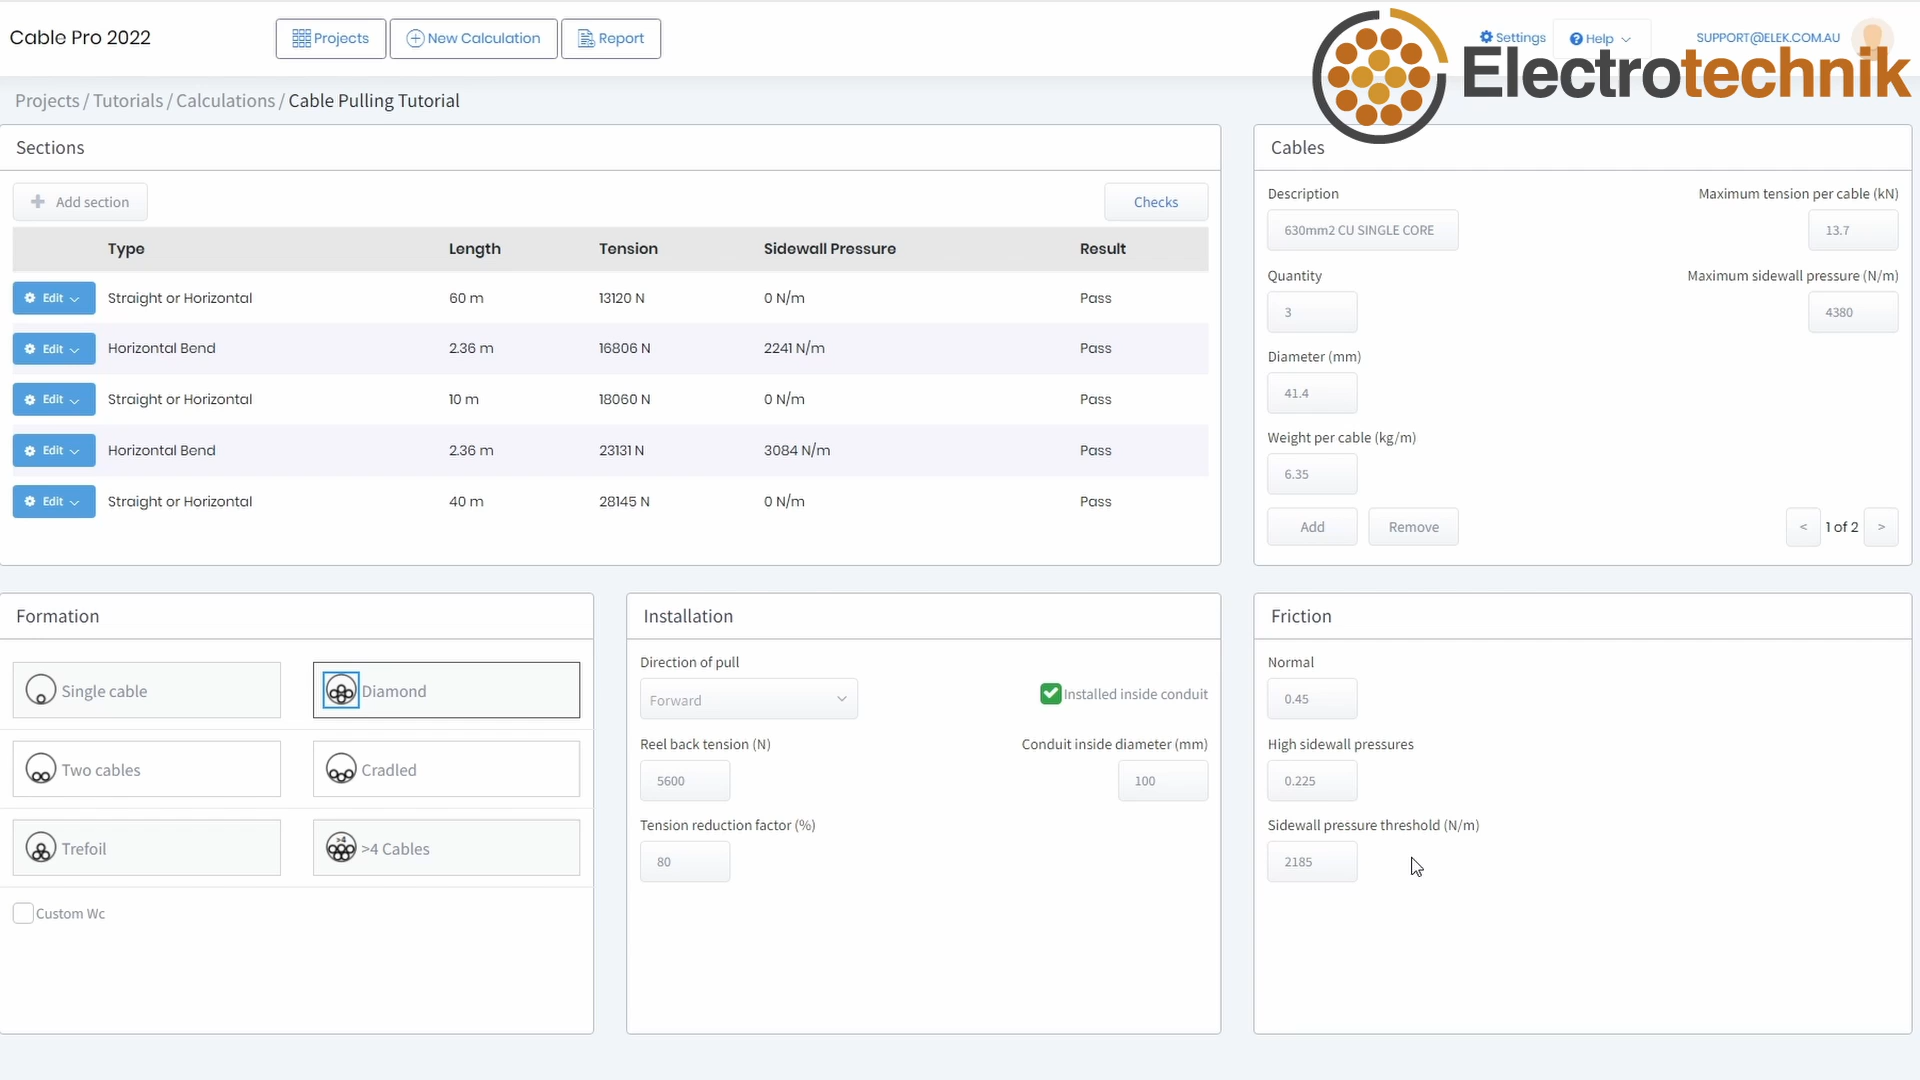 Cable Pro 2022
Projects
New Calculation
Report
Settings
Help
SUPPORT@ELEK.COM.AU
Electrotechnik
Projects / Tutorials / Calculations / Cable Pulling Tutorial
Sections
Add section
Checks
Type Length Tension Sidewall Pressure Result
Edit Straight or Horizontal 60 m 13120 N 0 N/m Pass
Edit Horizontal Bend 2.36 m 16806 N 2241 N/m Pass
Edit Straight or Horizontal 10 m 18060 N 0 N/m Pass
Edit Horizontal Bend 2.36 m 23131 N 3084 N/m Pass
Edit Straight or Horizontal 40 m 28145 N 0 N/m Pass
Cables
Description Maximum tension per cable (kN)
630mm2 CU SINGLE CORE 13.7
Quantity Maximum sidewall pressure (N/m)
3 4380
Diameter (mm)
41.4
Weight per cable (kg/m)
6.35
Add Remove < 1 of 2 >
Formation
Single cable Diamond
Two cables Cradled
Trefoil >4 >4 Cables
Custom Wc
Installation
Direction of pull
Forward Installed inside conduit
Reel back tension (N) Conduit inside diameter (mm)
5600 100
Tension reduction factor (%)
80
Friction
Normal
0.45
High sidewall pressures
0.225
Sidewall pressure threshold (N/m)
2185